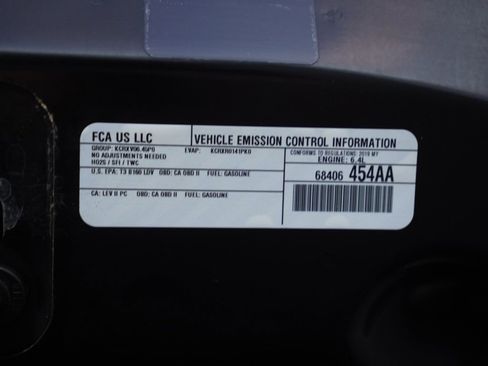 FCA US LLC
VEHICLE EMISSION CONTROL INFORMATION
GROUP: KCRXV06.45P0 EVAP: KCRXR0141PK0
NO ADJUSTMENTS NEEDED
HO2S / SFI / TWC
CONFORMS TO REGULATIONS: 2019 MY
ENGINE: 6.4L
U.S. EPA: T3 B160 LDV OBD: CA OBD II FUEL: GASOLINE
68406 454AA
CA: LEV II PC OBD: CA OBD II FUEL: GASOLINE